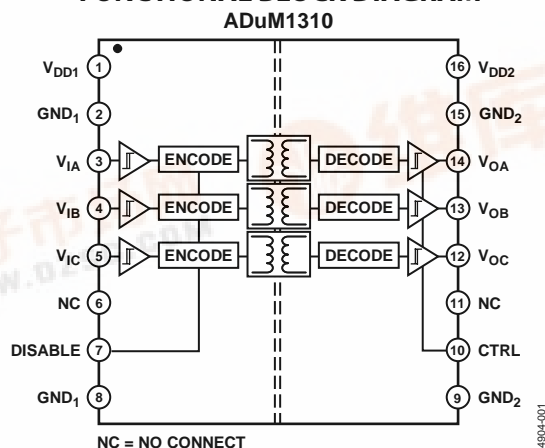 FUNCTIONAL BLOCK DIAGRAM
ADuM1310
VDD1 1
16 VDD2
GND1 2
15 GND2
VIA 3 ENCODE DECODE 14 VOA
VIB 4 ENCODE DECODE 13 VOB
VIC 5 ENCODE DECODE 12 VOC
NC 6
11 NC
DISABLE 7
10 CTRL
GND1 8
9 GND2
NC = NO CONNECT
04904-001